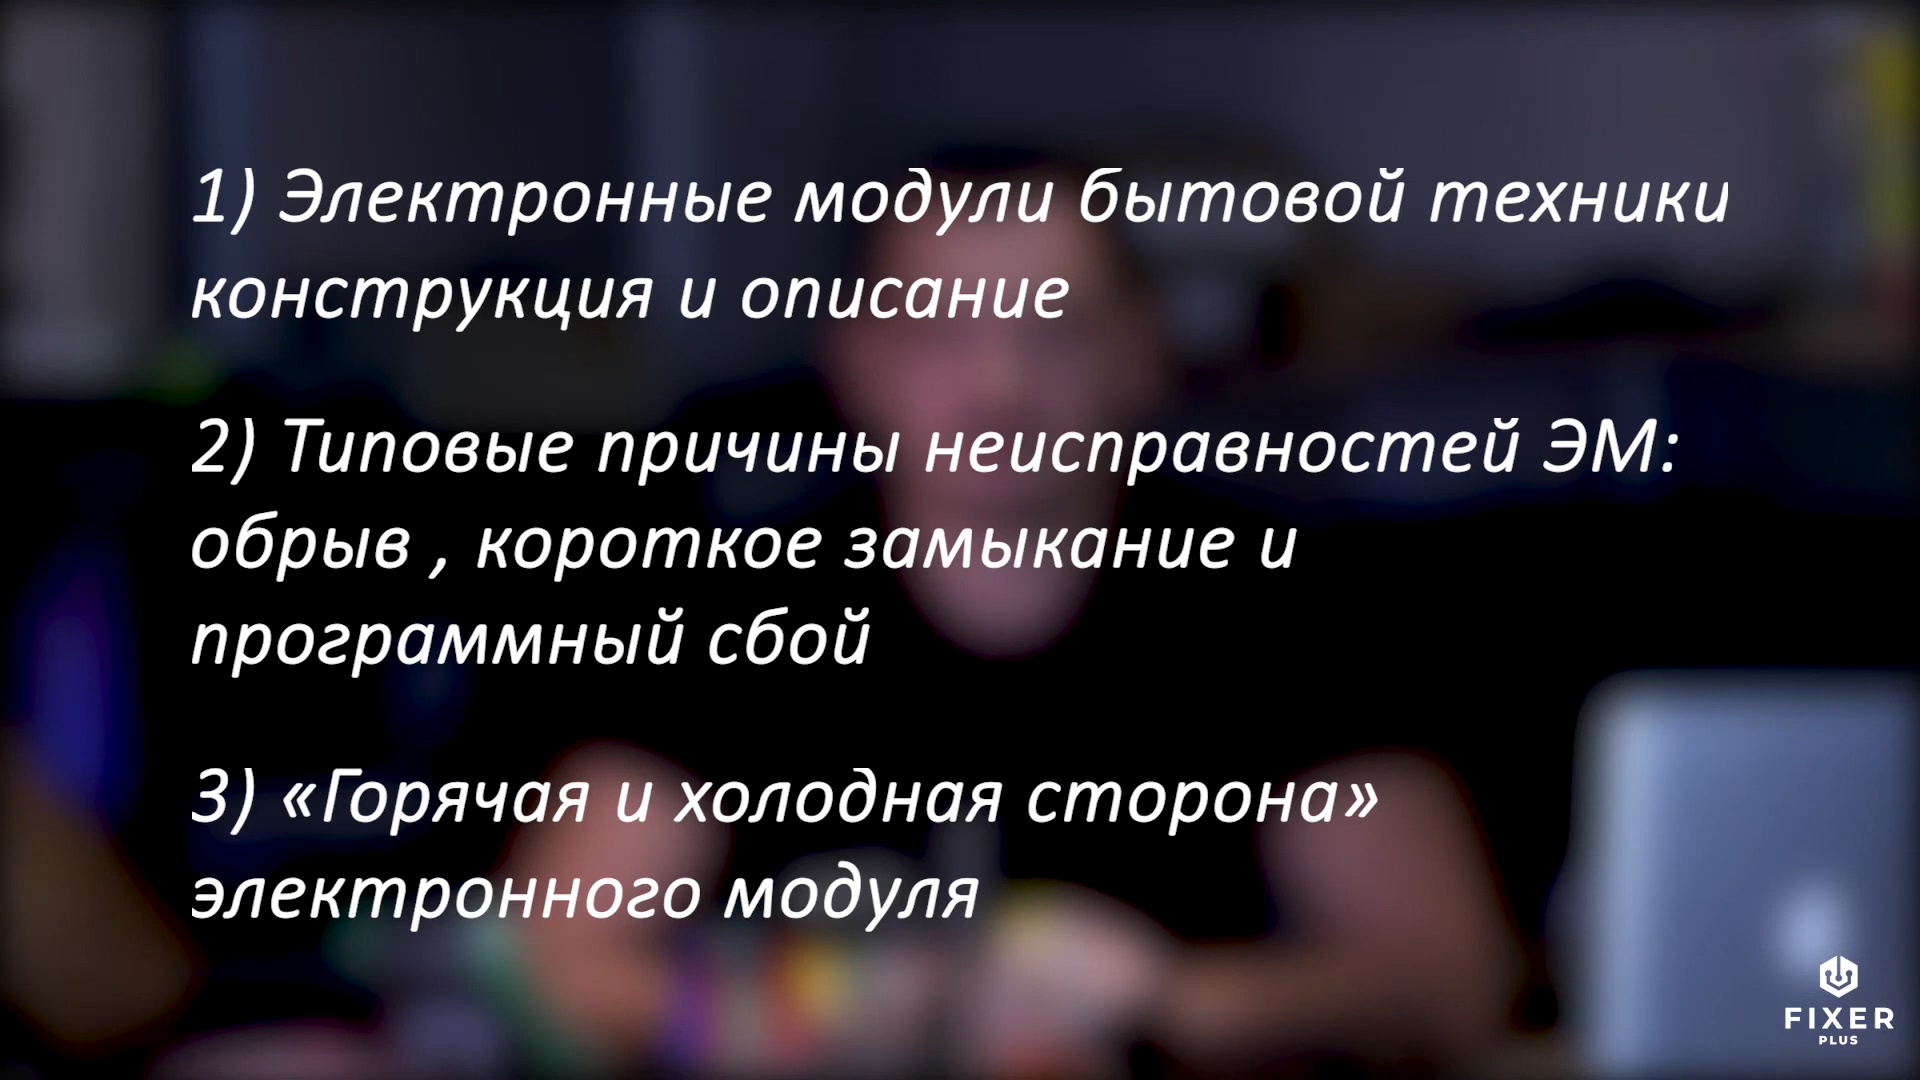 1) Электронные модули бытовой техники
конструкция и описание
2) Типовые причины неисправностей ЭМ:
обрыв , короткое замыкание и
программный сбой
3) «Горячая и холодная сторона»
электронного модуля
FIXER
PLUS